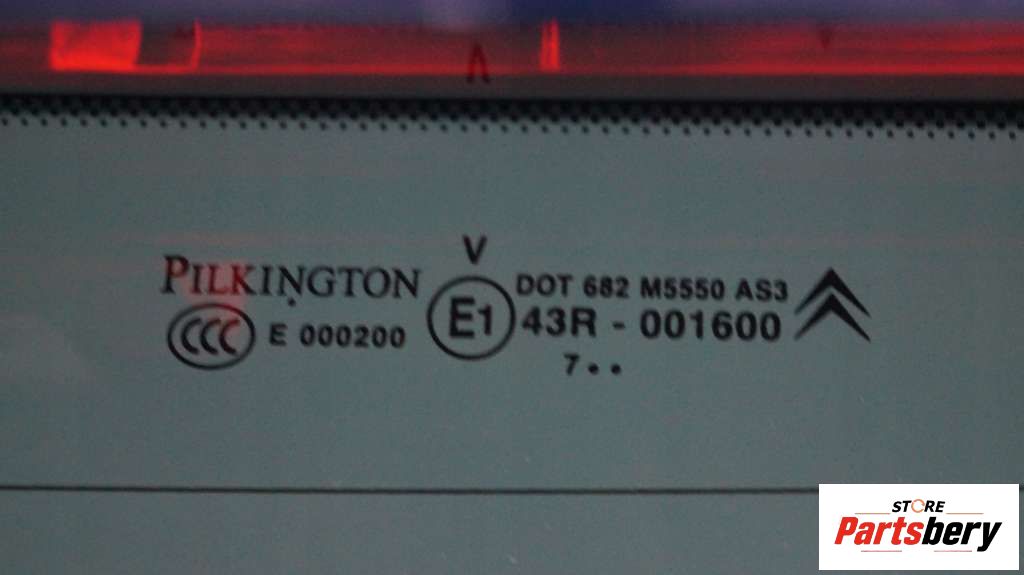 V
PILKINGTON
DOT 682 M5550 AS3
E1
43R - 001600
CCC E 000200
7..
STORE
Partsbery